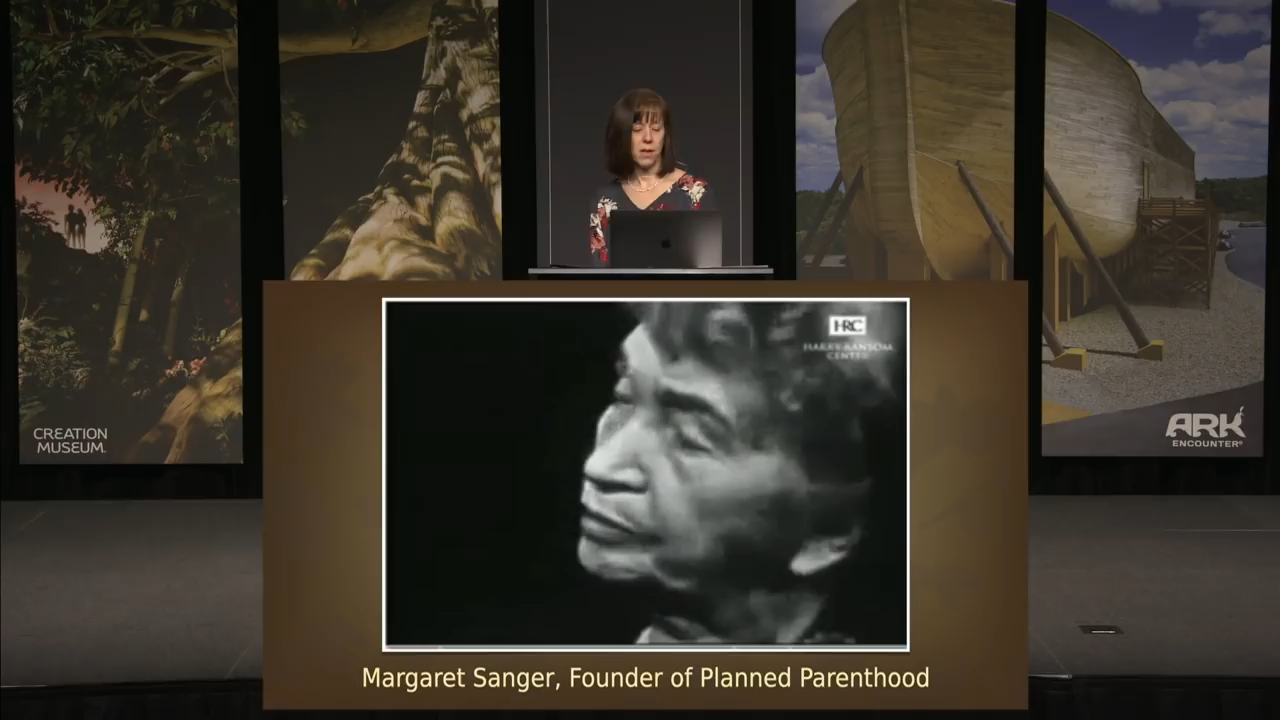 CREATION
MUSEUM
ARK
ENCOUNTER
HRC
HARRY RANSOM
CENTER
Margaret Sanger, Founder of Planned Parenthood